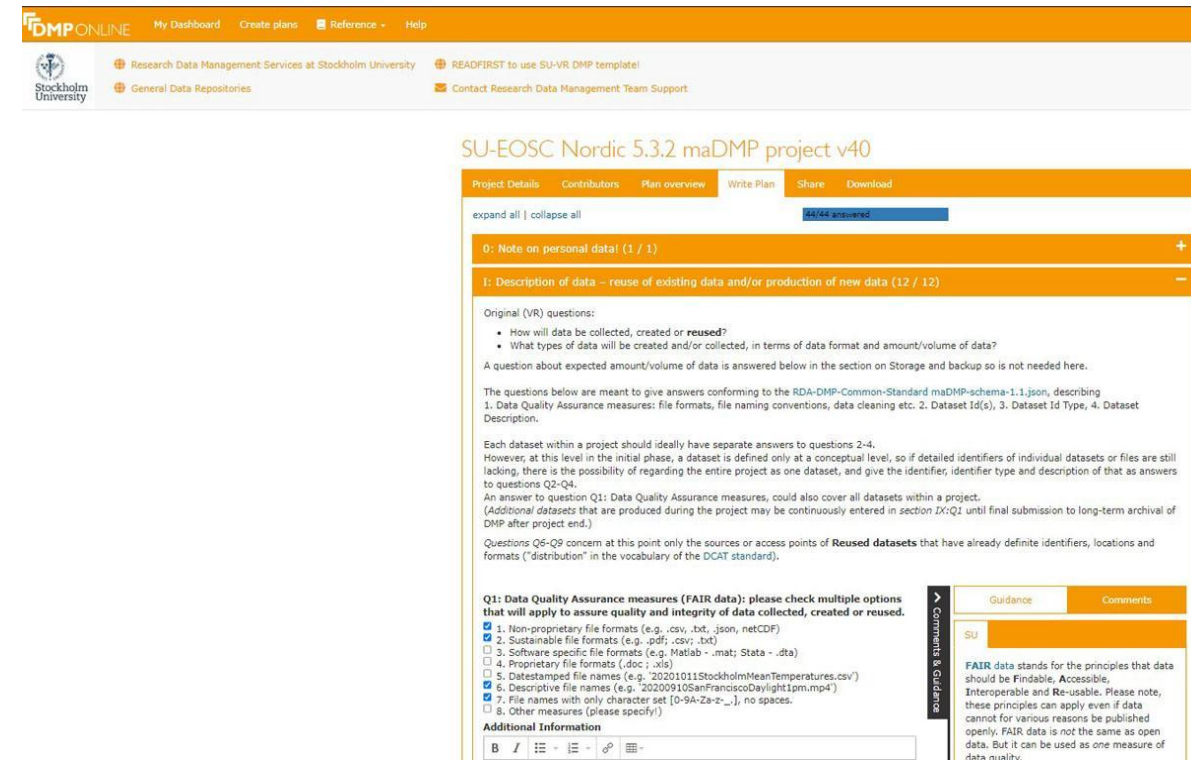 DMPONLINE My Dashboard Create plans Reference Help
Stockholm University
Research Data Management Services at Stockholm University
READFIRST to use SU-VR DMP template!
General Data Repositories
Contact Research Data Management Team Support
SU-EOSC Nordic 5.3.2 maDMP project v40
Project Details Contributors Plan overview Write Plan Share Download
expand all | collapse all
44/44 answered
0: Note on personal data! (1 / 1) +
I: Description of data – reuse of existing data and/or production of new data (12 / 12) −
Original (VR) questions:
• How will data be collected, created or reused?
• What types of data will be created and/or collected, in terms of data format and amount/volume of data?
A question about expected amount/volume of data is answered below in the section on Storage and backup so is not needed here.
The questions below are meant to give answers conforming to the RDA-DMP-Common-Standard maDMP-schema-1.1.json, describing
1. Data Quality Assurance measures: file formats, file naming conventions, data cleaning etc. 2. Dataset Id(s), 3. Dataset Id Type, 4. Dataset
Description.
Each dataset within a project should ideally have separate answers to questions 2-4.
However, at this level in the initial phase, a dataset is defined only at a conceptual level, so if detailed identifiers of individual datasets or files are still
lacking, there is the possibility of regarding the entire project as one dataset, and give the identifier, identifier type and description of that as answers
to questions Q2-Q4.
An answer to question Q1: Data Quality Assurance measures, could also cover all datasets within a project.
(Additional datasets that are produced during the project may be continuously entered in section IX:Q1 until final submission to long-term archival of
DMP after project end.)
Questions Q6-Q9 concern at this point only the sources or access points of Reused datasets that have already definite identifiers, locations and
formats ("distribution" in the vocabulary of the DCAT standard).
Q1: Data Quality Assurance measures (FAIR data): please check multiple options
that will apply to assure quality and integrity of data collected, created or reused.
1. Non-proprietary file formats (e.g. .csv, .txt, .json, netCDF)
2. Sustainable file formats (e.g. .pdf; .csv; .txt)
3. Software specific file formats (e.g. Matlab - .mat; Stata - .dta)
4. Proprietary file formats (.doc ; .xls)
5. Datestamped file names (e.g. '20201011StockholmMeanTemperatures.csv')
6. Descriptive file names (e.g. '20200910SanFranciscoDaylight1pm.mp4')
7. File names with only character set [0-9A-Za-z-_.], no spaces.
8. Other measures (please specify!)
Additional Information
B I
Comments & Guidance
Guidance Comments
SU
FAIR data stands for the principles that data
should be Findable, Accessible,
Interoperable and Re-usable. Please note,
these principles can apply even if data
cannot for various reasons be published
openly. FAIR data is not the same as open
data. But it can be used as one measure of
data quality.